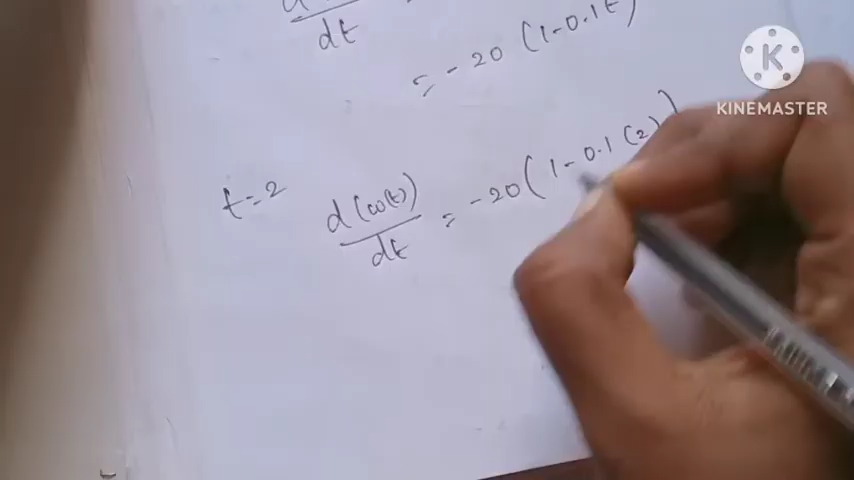 dt
= -20 (1-0.1t)
t=2 d(ω(t))/dt = -20 (1-0.1(2))
K
KINEMASTER